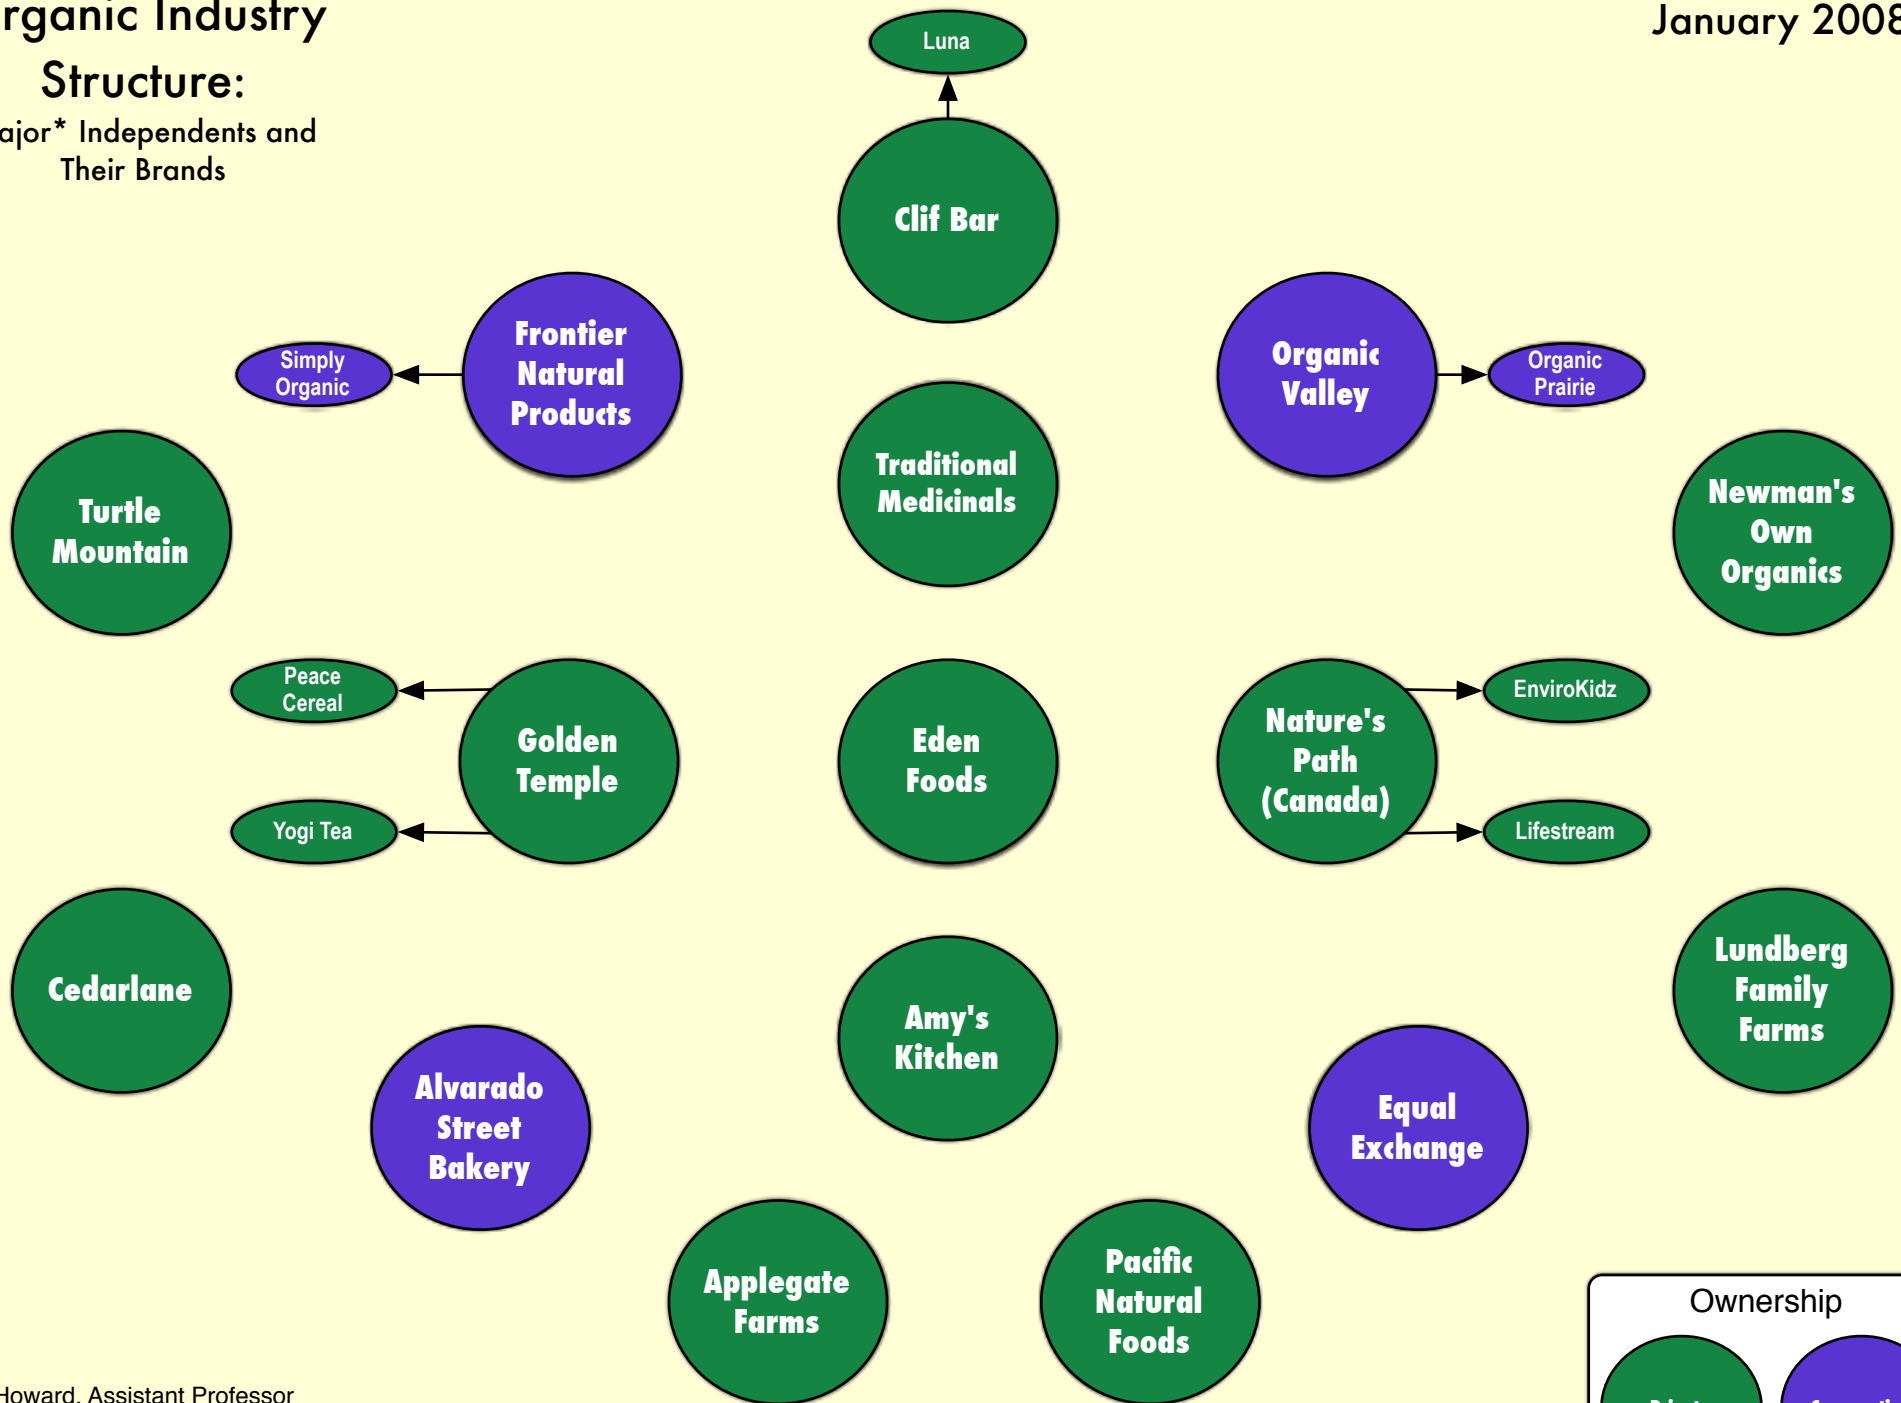 rganic Industry
Structure:
ajor* Independents and
Their Brands
January 2008
Luna
Clif Bar
Frontier
Natural
Products
Simply
Organic
Organic
Valley
Organic
Prairie
Traditional
Medicinals
Turtle
Mountain
Newman's
Own
Organics
Peace
Cereal
Golden
Temple
Yogi Tea
Eden
Foods
Nature's
Path
(Canada)
EnviroKidz
Lifestream
Cedarlane
Lundberg
Family
Farms
Amy's
Kitchen
Alvarado
Street
Bakery
Equal
Exchange
Applegate
Farms
Pacific
Natural
Foods
Ownership
Howard, Assistant Professor